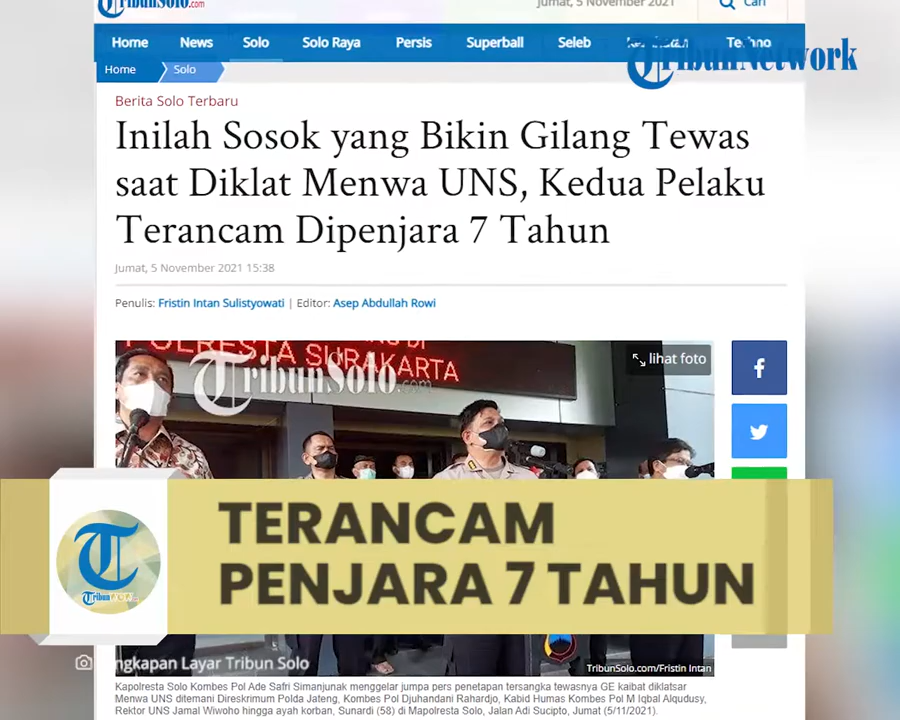 TribunSolo.com
Jumat, 5 November 2021
Cari
Home News Solo Solo Raya Persis Superball Seleb Techno
TribunNetwork
Home Solo
Berita Solo Terbaru
Inilah Sosok yang Bikin Gilang Tewas
saat Diklat Menwa UNS, Kedua Pelaku
Terancam Dipenjara 7 Tahun
Jumat, 5 November 2021 15:38
Penulis: Fristin Intan Sulistyowati | Editor: Asep Abdullah Rowi
POLRESTA SURAKARTA
TribunSolo.com
lihat foto
TERANCAM
PENJARA 7 TAHUN
Tribun
ngkapan Layar Tribun Solo
TribunSolo.com/Fristin Intan
Kapolresta Solo Kombes Pol Ade Safri Simanjunak menggelar jumpa pers penetapan tersangka tewasnya GE kaibat diklatsar
Menwa UNS ditemani Direskrimum Polda Jateng, Kombes Pol Djuhandani Rahardjo, Kabid Humas Kombes Pol M Iqbal Alqudusy,
Rektor UNS Jamal Wiwoho hingga ayah korban, Sunardi (58) di Mapolresta Solo, Jalan Adi Sucipto, Jumat (5/11/2021).